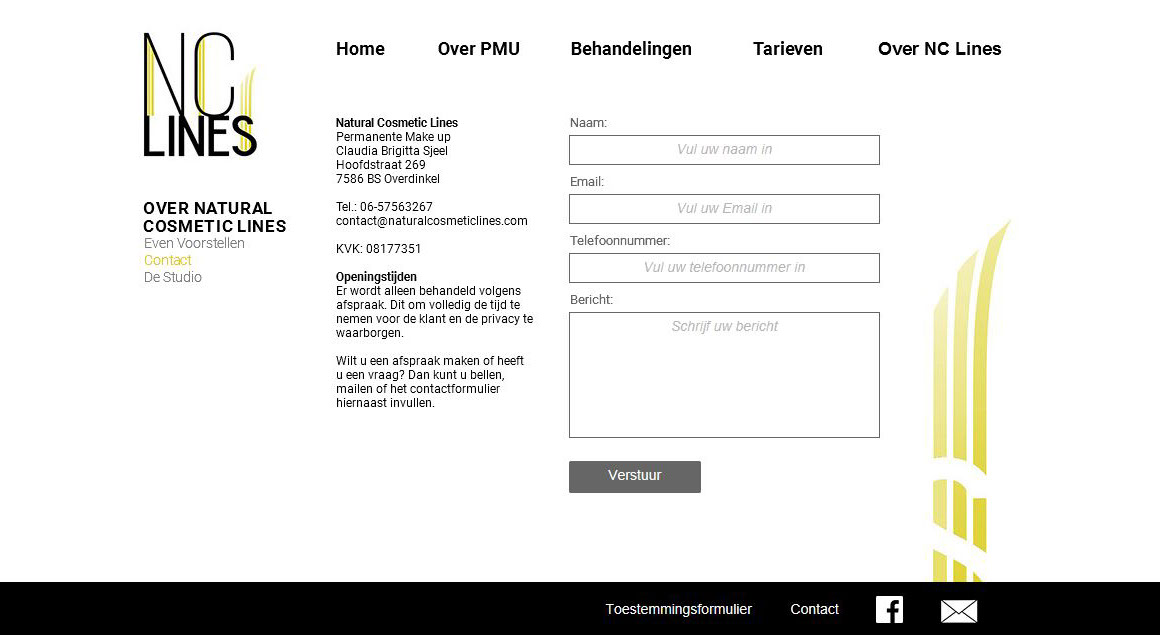 NC
LINES
Home
Over PMU
Behandelingen
Tarieven
Over NC Lines
OVER NATURAL
COSMETIC LINES
Even Voorstellen
Contact
De Studio
Natural Cosmetic Lines
Permanente Make up
Claudia Brigitta Sjeel
Hoofdstraat 269
7586 BS Overdinkel
Tel.: 06-57563267
contact@naturalcosmeticlines.com
KVK: 08177351
Openingstijden
Er wordt alleen behandeld volgens
afspraak. Dit om volledig de tijd te
nemen voor de klant en de privacy te
waarborgen.
Wilt u een afspraak maken of heeft
u een vraag? Dan kunt u bellen,
mailen of het contactformulier
hiernaast invullen.
Naam:
Vul uw naam in
Email:
Vul uw Email in
Telefoonnummer:
Vul uw telefoonnummer in
Bericht:
Schrijf uw bericht
Verstuur
Toestemmingsformulier
Contact